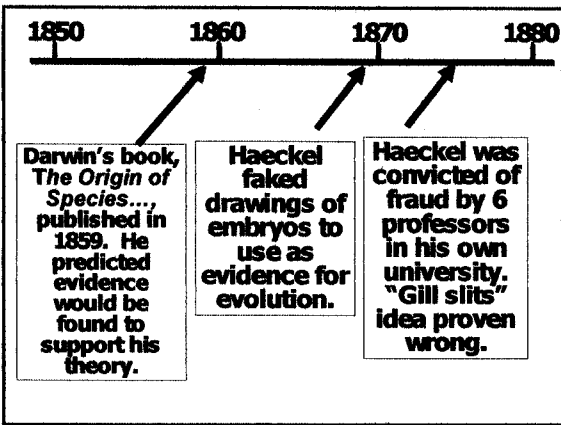 1850 1860 1870 1880
Darwin's book,
The Origin of
Species...,
published in
1859. He
predicted
evidence
would be
found to
support his
theory.
Haeckel
faked
drawings of
embryos to
use as
evidence for
evolution.
Haeckel was
convicted of
fraud by 6
professors
in his own
university.
"Gill slits"
idea proven
wrong.